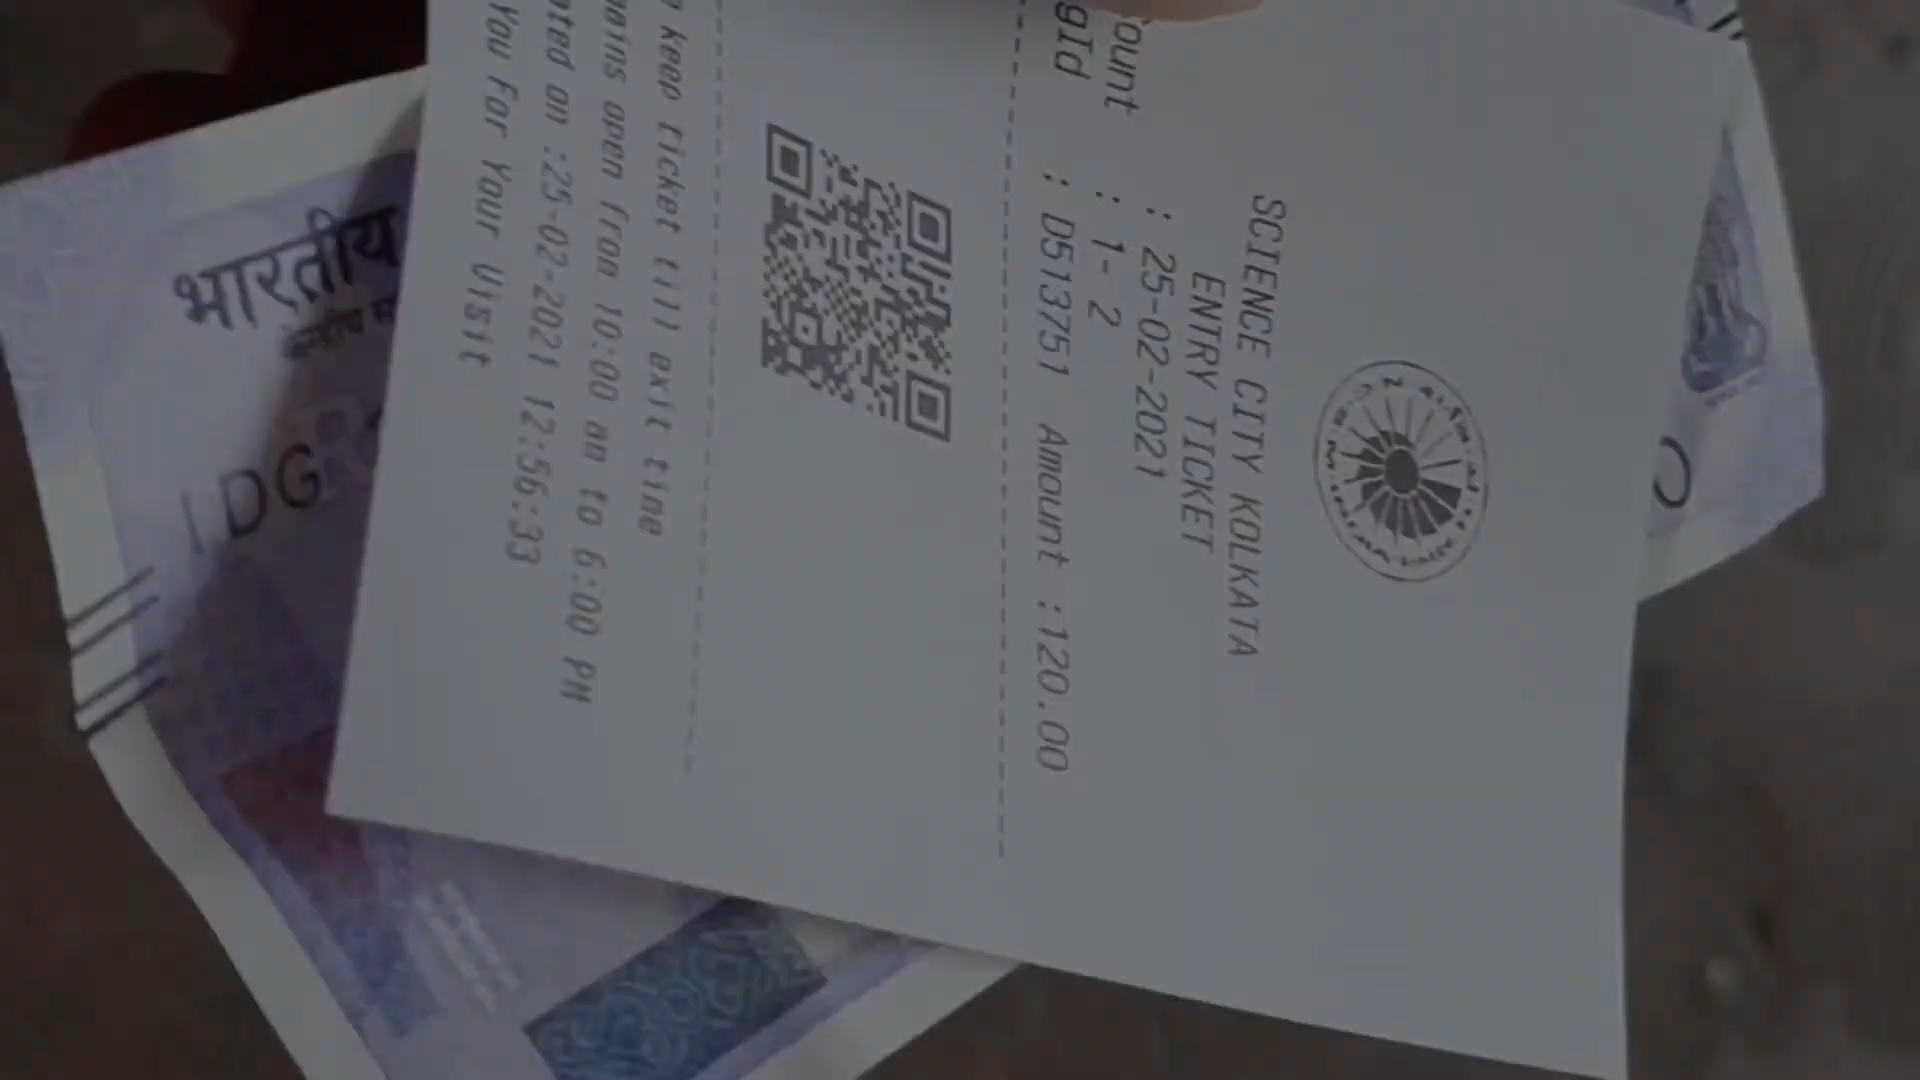 SCIENCE CITY KOLKATA
ENTRY TICKET
: 25-02-2021
ount : 1- 2
gId : D513751 Amount :120.00
keep ticket till exit time
ains open from 10:00 am to 6:00 PM
nted on :25-02-2021 12:56:33
You For Your Visit
भारतीय